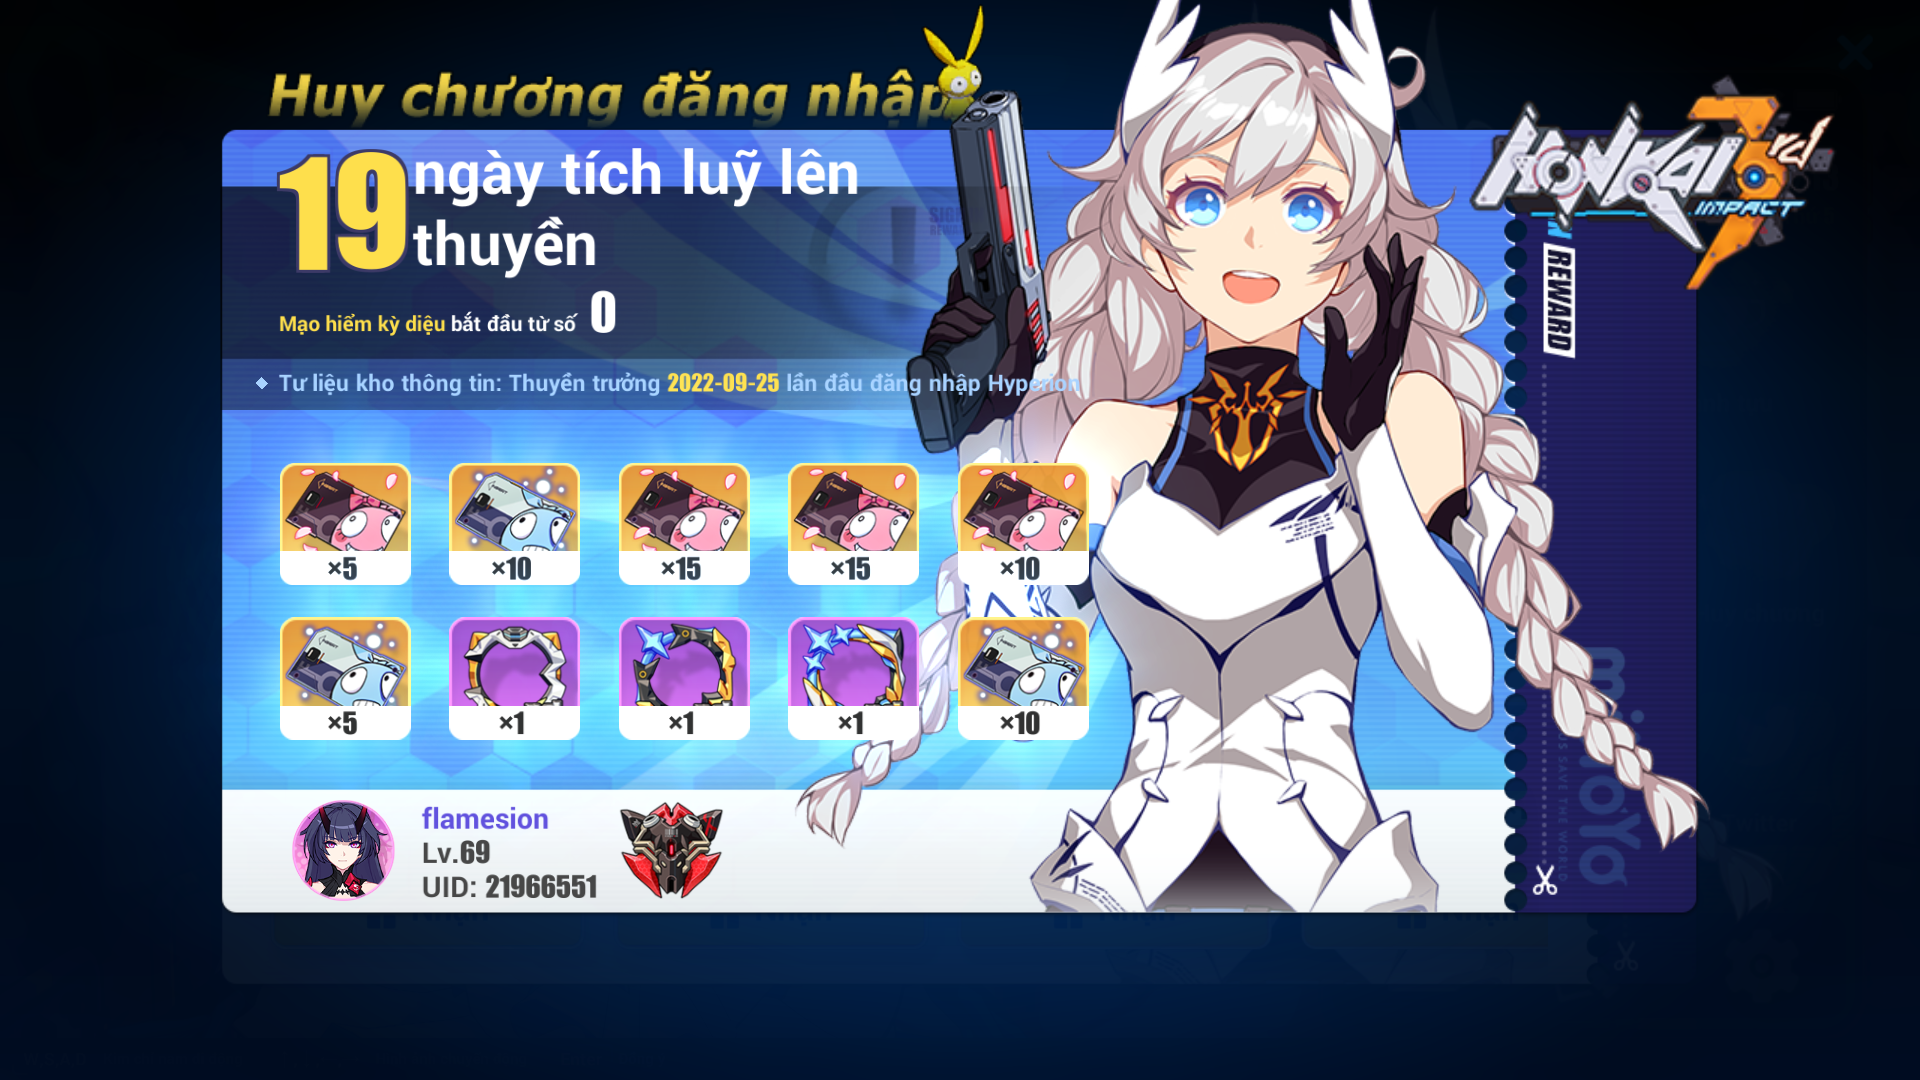 Huy chương đăng nhập
HONKAI 3rd
IMPACT
19 ngày tích luỹ lên
thuyền
Mạo hiểm kỳ diệu bắt đầu từ số 0
Tư liệu kho thông tin: Thuyền trưởng 2022-09-25 lần đầu đăng nhập Hyperion
REWARD
×5
×10
×15
×15
×10
×5
×1
×1
×1
×10
flamesion
Lv.69
UID: 21966551
miHoYo